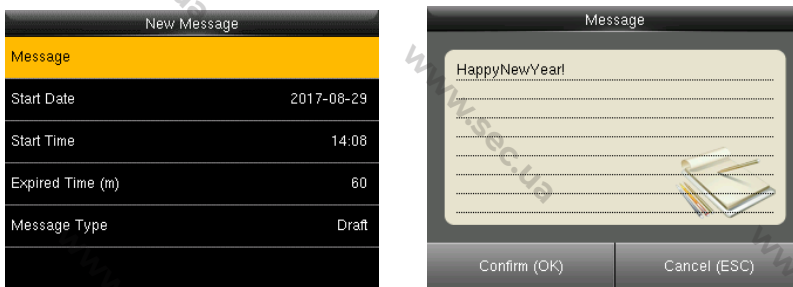 New Message
Message
Start Date 2017-08-29
Start Time 14:08
Expired Time (m) 60
Message Type Draft
Message
HappyNewYear!
Confirm (OK) Cancel (ESC)
www.sec.ua